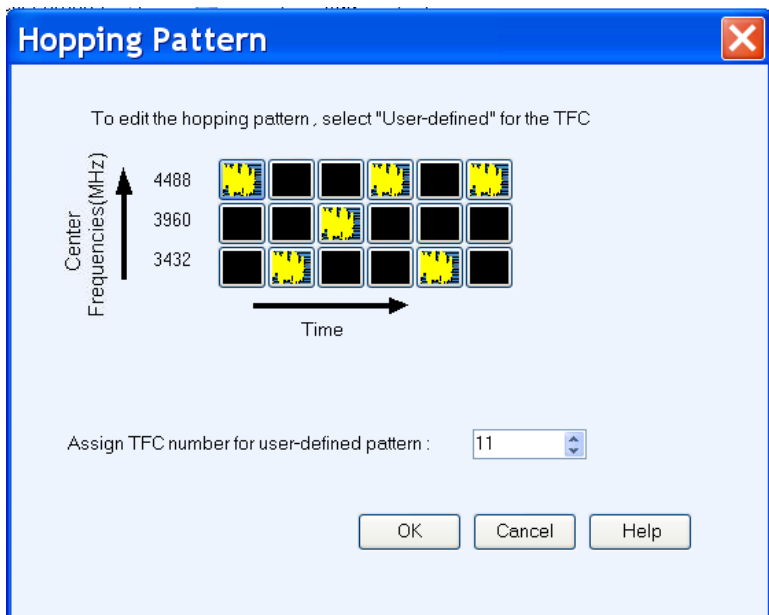 Hopping Pattern
To edit the hopping pattern , select "User-defined" for the TFC
Center
Frequencies(MHz)
4488
3960
3432
Time
Assign TFC number for user-defined pattern :
11
OK
Cancel
Help